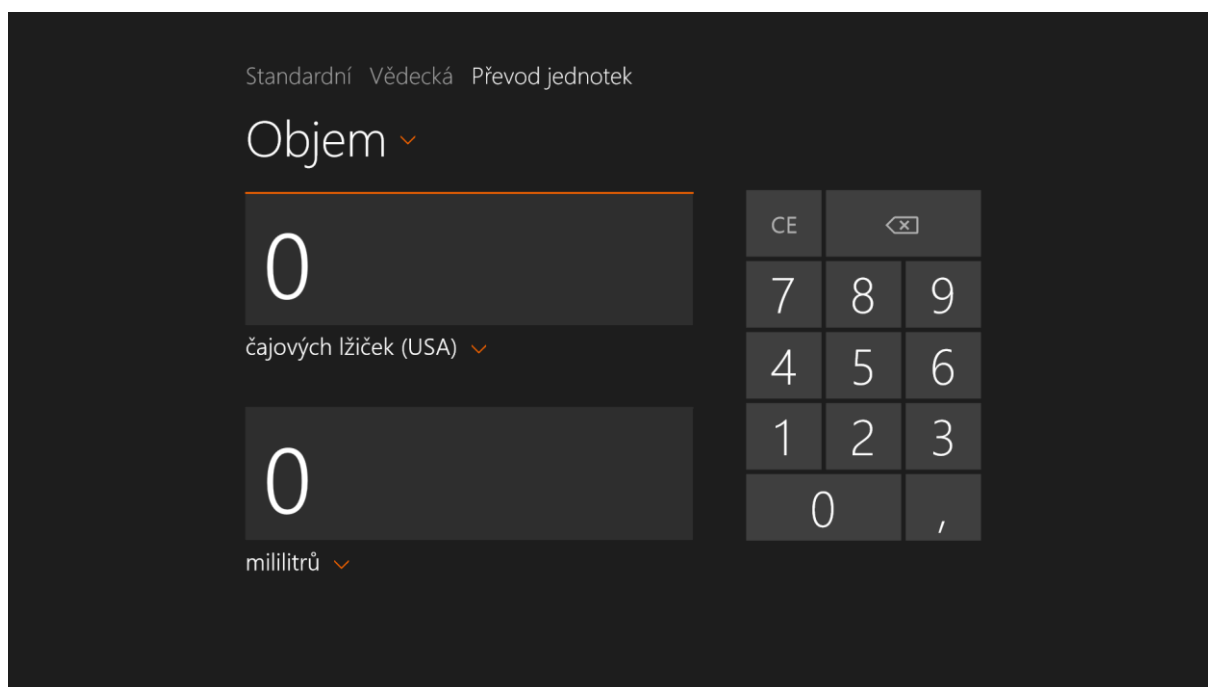 Standardní Vědecká Převod jednotek
Objem
0
čajových lžiček (USA)
0
mililitrů
CE
7 8 9
4 5 6
1 2 3
0 ,